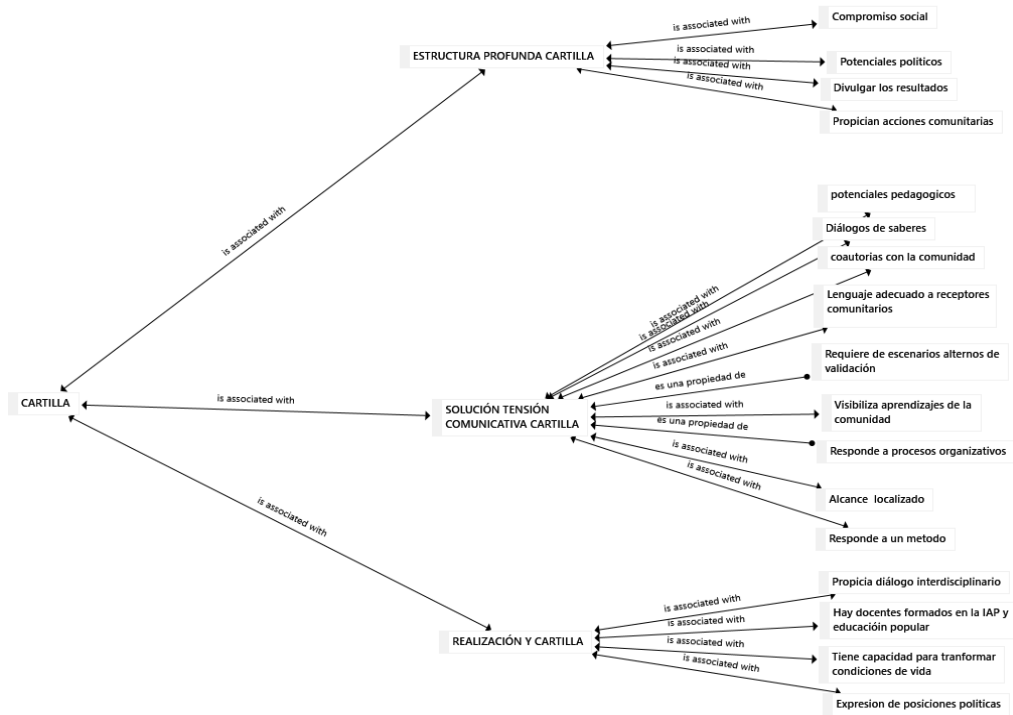 Compromiso social
is associated with
ESTRUCTURA PROFUNDA CARTILLA
is associated with
Potenciales políticos
is associated with
Divulgar los resultados
is associated with
Propician acciones comunitarias
is associated with
potenciales pedagogicos
Diálogos de saberes
coautorias con la comunidad
Lenguaje adecuado a receptores
comunitarios
is associated with
is associated with
is associated with
is associated with
Requiere de escenarios alternos de
validación
es una propiedad de
CARTILLA
is associated with
SOLUCIÓN TENSIÓN
COMUNICATIVA CARTILLA
is associated with
Visibiliza aprendizajes de la
comunidad
es una propiedad de
Responde a procesos organizativos
is associated with
Alcance localizado
is associated with
Responde a un metodo
is associated with
Propicia diálogo interdisciplinario
is associated with
Hay docentes formados en la IAP y
educacióin popular
is associated with
REALIZACIÓN Y CARTILLA
is associated with
Tiene capacidad para tranformar
condiciones de vida
is associated with
Expresion de posiciones politicas